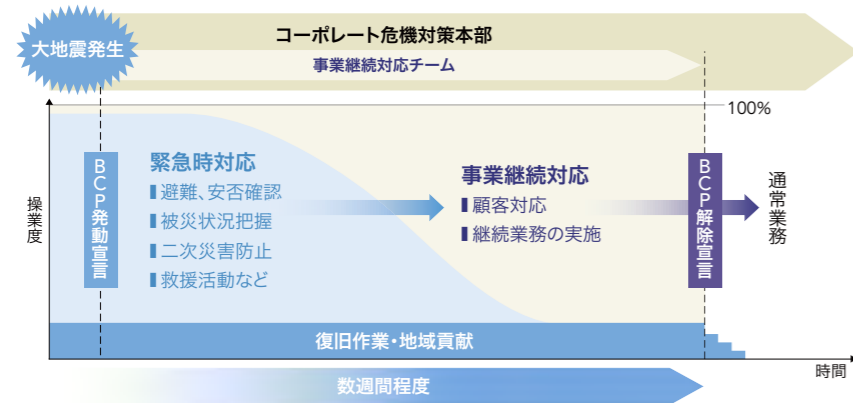 大地震発生
コーポレート危機対策本部
事業継続対応チーム
100%
操業度
BCP発動宣言
緊急時対応
避難、安否確認
被災状況把握
二次災害防止
救援活動など
事業継続対応
顧客対応
継続業務の実施
BCP解除宣言
通常業務
復旧作業・地域貢献
時間
数週間程度